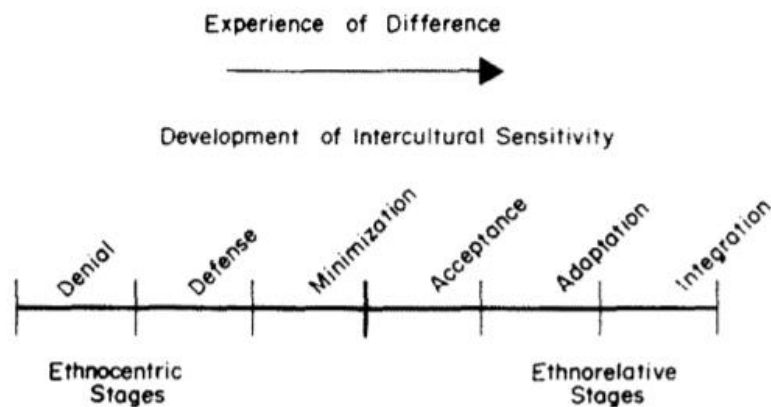 Experience of Difference
Development of Intercultural Sensitivity
Denial
Defense
Minimization
Acceptance
Adaptation
Integration
Ethnocentric
Stages
Ethnorelative
Stages